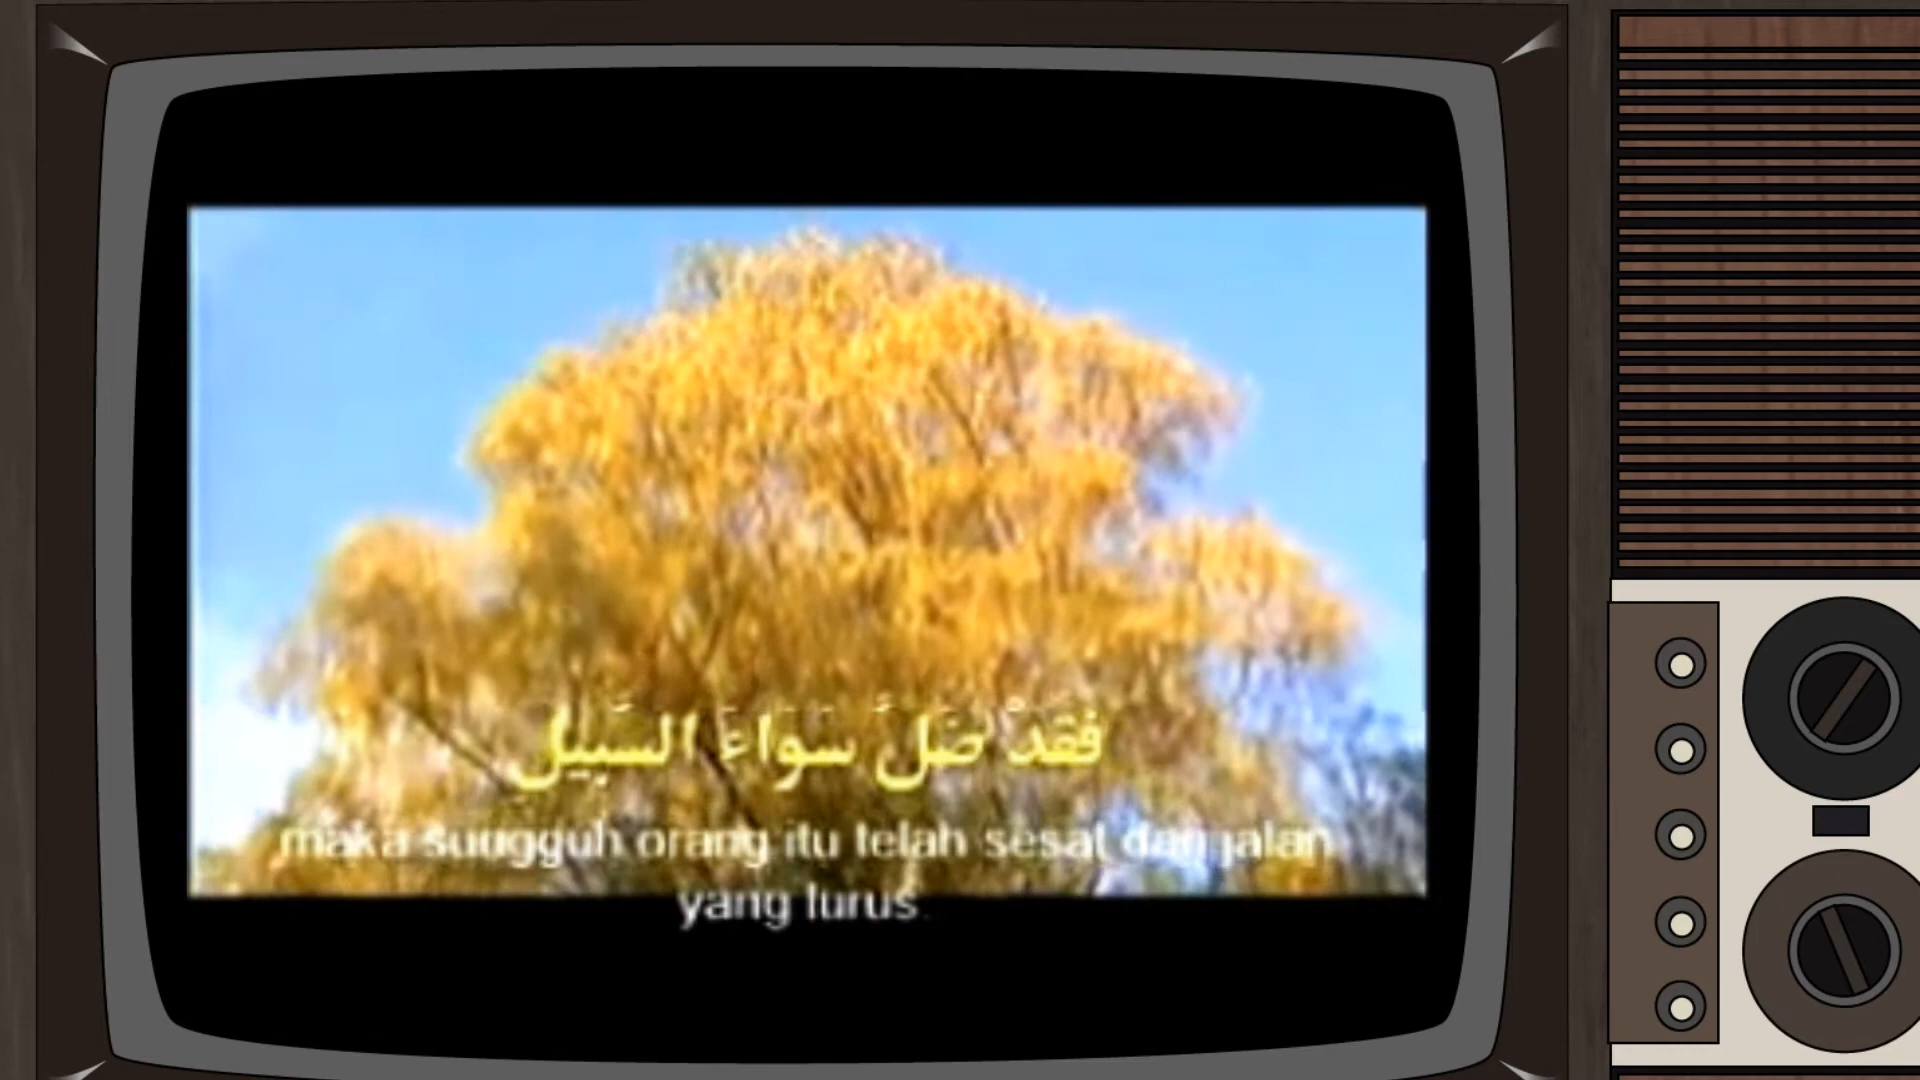 فَقَدْ ضَلَّ سَوَاءَ السَّبِيلِ
maka sungguh orang itu telah sesat dari jalan
yang lurus.